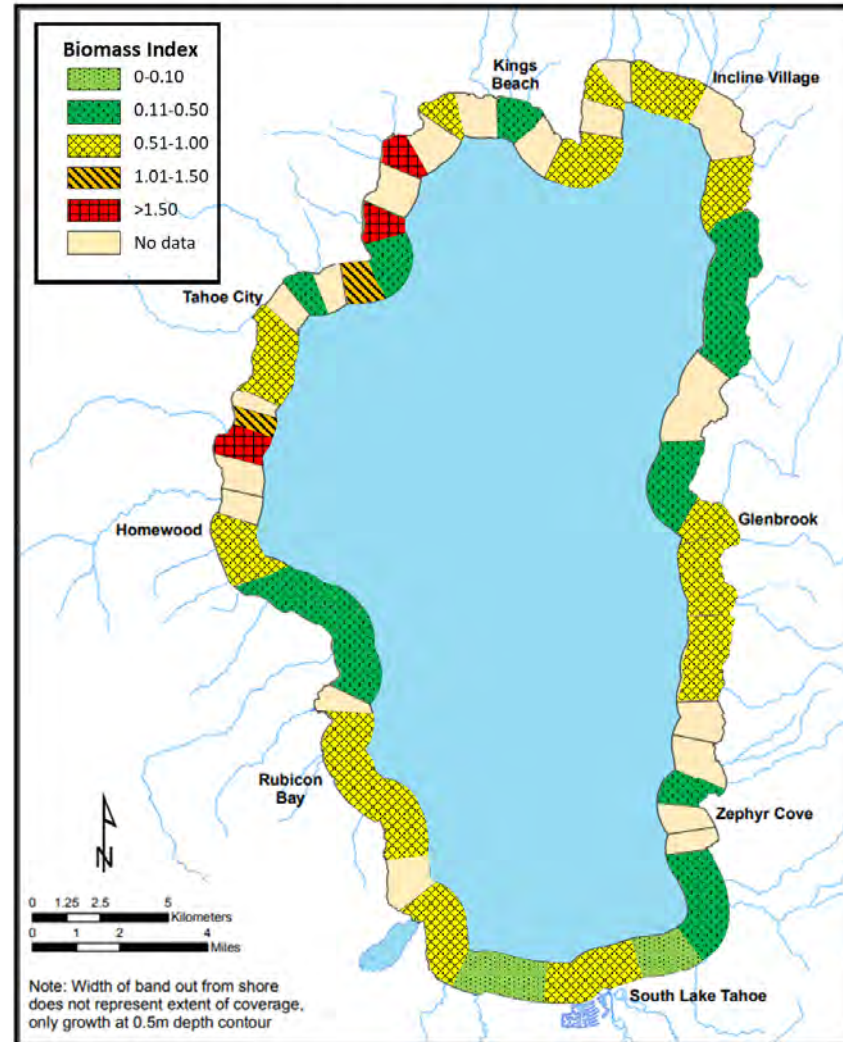 Biomass Index
0-0.10
0.11-0.50
0.51-1.00
1.01-1.50
>1.50
No data
Kings
Beach
Incline Village
Tahoe City
Homewood
Glenbrook
Rubicon
Bay
Zephyr Cove
South Lake Tahoe
N
0 1.25 2.5 5
Kilometers
0 1 2 4
Miles
Note: Width of band out from shore
does not represent extent of coverage,
only growth at 0.5m depth contour